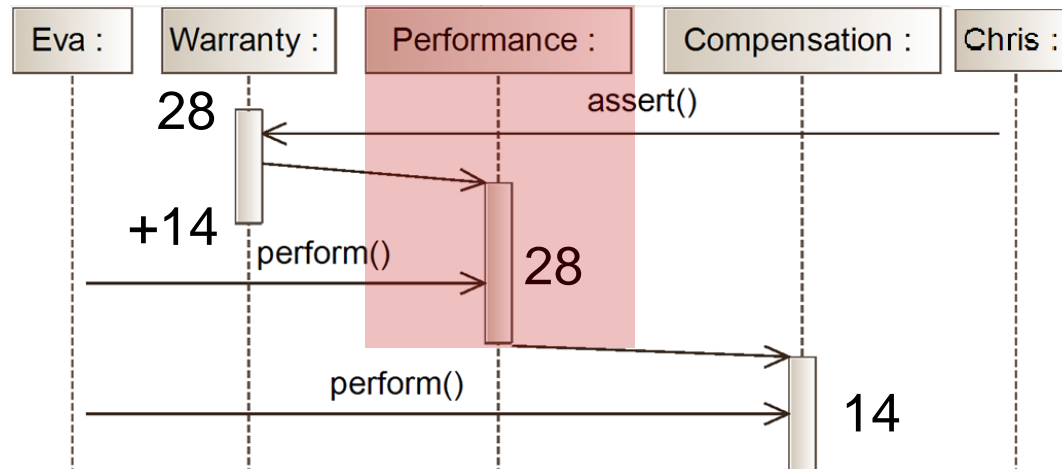 Eva :
Warranty :
Performance :
Compensation :
Chris :
28
assert()
+14
perform()
28
perform()
14